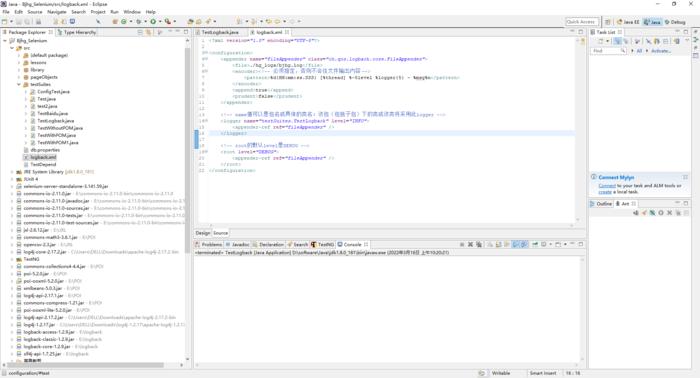 Java - Bjhg_Selenium/src/logback.xml - Eclipse
File Edit Source Navigate Search Project Run Window Help
Quick Access
Java EE Java Debug
Package Explorer Type Hierarchy
Bjhg_Selenium
src
(default package)
lessons
library
pageObjects
testSuites
ConfigTest.java
Test.java
test2.java
TestBaidu.java
TestLogback.java
TestWithoutPOM.java
TestWithPOM.java
TestWithPOM1.java
db.properties
logback.xml
TestDepend
JRE System Library [jdk1.8.0_181]
JUnit 4
selenium-server-standalone-3.141.59.jar
commons-io-2.11.0.jar
commons-io-2.11.0-javadoc.jar
commons-io-2.11.0-sources.jar
commons-io-2.11.0-tests.jar
commons-io-2.11.0-test-sources.jar
jxl-2.6.12.jar
commons-math3-3.6.1.jar
opencsv-2.3.jar
log4j-core-2.17.2.jar
TestNG
commons-collections4-4.4.jar
poi-5.2.0.jar
poi-ooxml-5.2.0.jar
xmlbeans-5.0.3.jar
log4j-api-2.17.1.jar
commons-compress-1.21.jar
poi-ooxml-lite-5.2.0.jar
log4j-api-2.17.2.jar
log4j-1.2.17.jar
logback-access-1.2.9.jar
logback-classic-1.2.9.jar
logback-core-1.2.9.jar
slf4j-api-1.7.25.jar
configuration/#text
TestLogback.java logback.xml
<?xml version="1.0" encoding="UTF-8"?>
<configuration>
<appender name="fileAppender" class="ch.qos.logback.core.FileAppender">
<file>./hg_logs/bjhg.log</file>
<encoder><!-- 必须指定，否则不会往文件输出内容 -->
<pattern>%d{HH:mm:ss.SSS} [%thread] %-5level %logger{5} - %msg%n</pattern>
</encoder>
<append>true</append>
<prudent>false</prudent>
</appender>
<!-- name值可以是包名或具体的类名：该包（包括子包）下的类或该类将采用此logger -->
<logger name="testSuites.TestLogback" level="INFO">
<appender-ref ref="fileAppender" />
</logger>
<!-- root的默认level是DEBUG -->
<root level="DEBUG">
<appender-ref ref="fileAppender" />
</root>
</configuration>
Design Source
Problems Javadoc Declaration Search TestNG Console
<terminated> TestLogback [Java Application] D:\software\Java\jdk1.8.0_181\bin\javaw.exe (2022年3月18日 上午10:20:21)
Task List
Find All Activate...
Connect Mylyn
Connect to your task and ALM tools or
create a local task.
Outline Ant
Writable Smart Insert 16 : 16